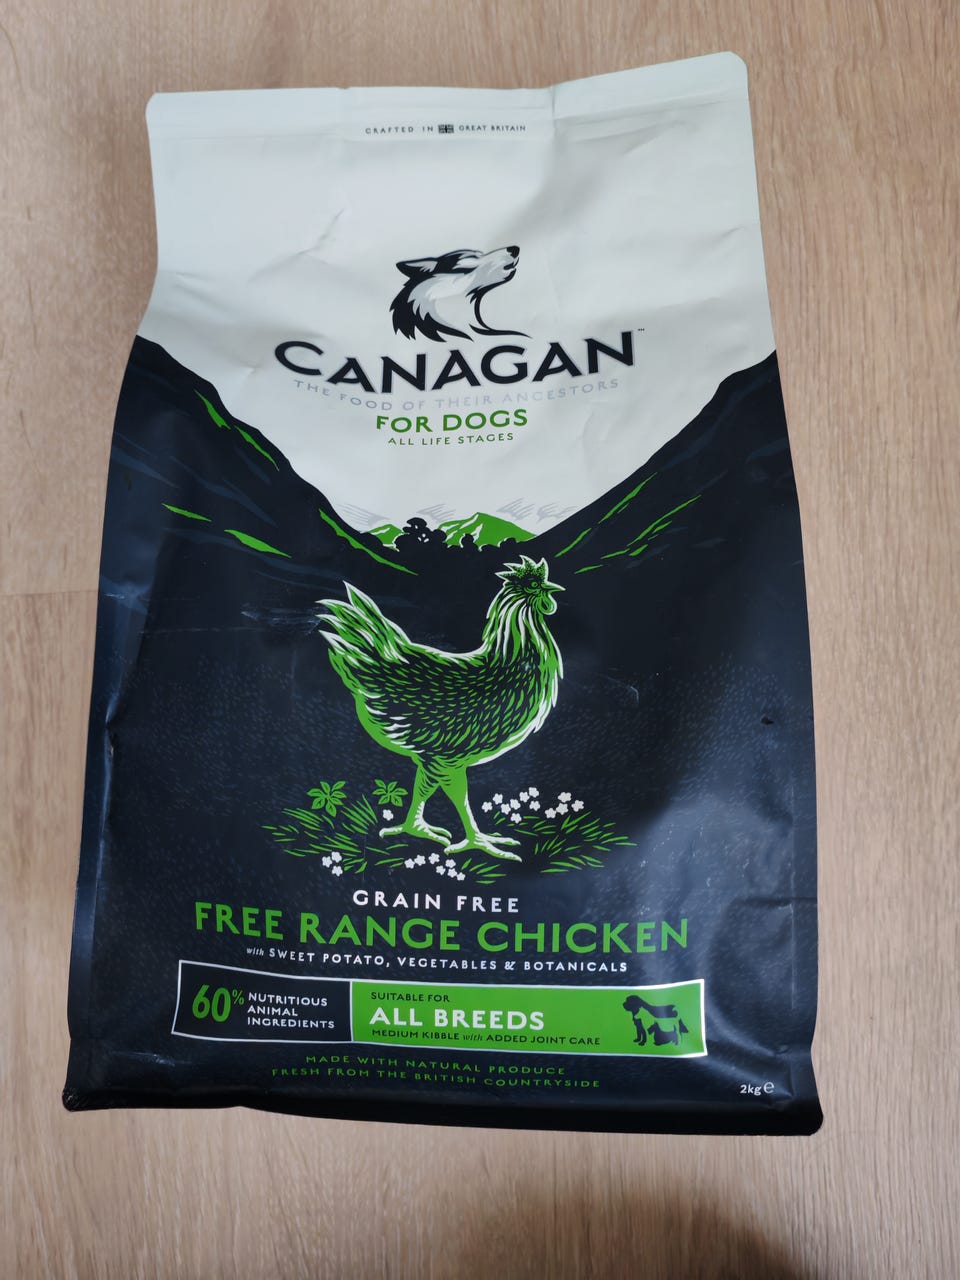 CRAFTED IN GREAT BRITAIN
CANAGAN™
THE FOOD OF THEIR ANCESTORS
FOR DOGS
ALL LIFE STAGES
GRAIN FREE
FREE RANGE CHICKEN
with SWEET POTATO, VEGETABLES & BOTANICALS
60% NUTRITIOUS
ANIMAL
INGREDIENTS
SUITABLE FOR
ALL BREEDS
MEDIUM KIBBLE with ADDED JOINT CARE
MADE WITH NATURAL PRODUCE
FRESH FROM THE BRITISH COUNTRYSIDE
2kg ℮